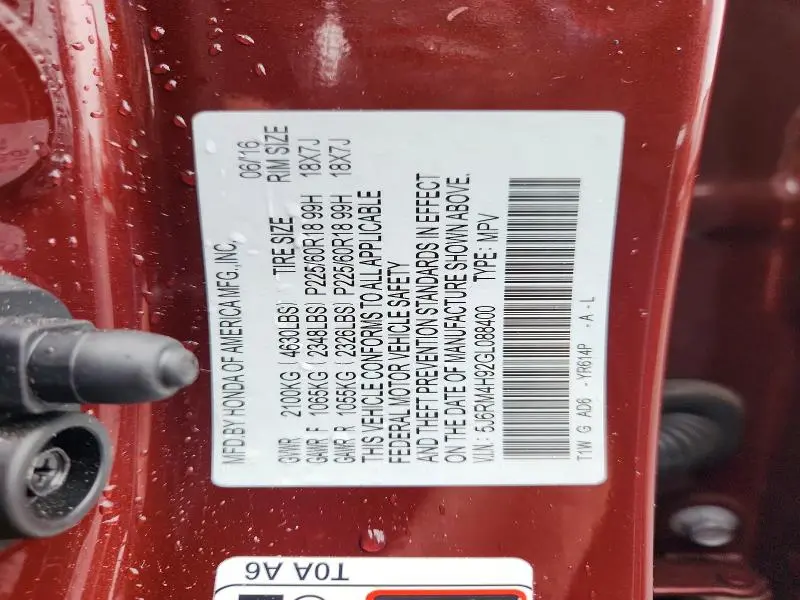 MFD.BY HONDA OF AMERICA MFG.,INC. 06/16
TIRE SIZE RIM SIZE
GVWR 2100KG (4630LBS)
GAWR F 1065KG (2348LBS) P225/60R18 99H 18X7J
GAWR R 1055KG (2326LBS) P225/60R18 99H 18X7J
THIS VEHICLE CONFORMS TO ALL APPLICABLE
FEDERAL MOTOR VEHICLE SAFETY
AND THEFT PREVENTION STANDARDS IN EFFECT
ON THE DATE OF MANUFACTURE SHOWN ABOVE.
V.I.N.: 5J6RM4H92GL088400 TYPE: MPV
T1W G AD6 -YR614P -A-L
T0A A6